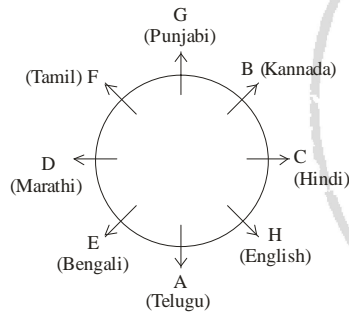 G
(Punjabi)
(Tamil) F
B (Kannada)
D
(Marathi)
C
(Hindi)
E
(Bengali)
H
(English)
A
(Telugu)